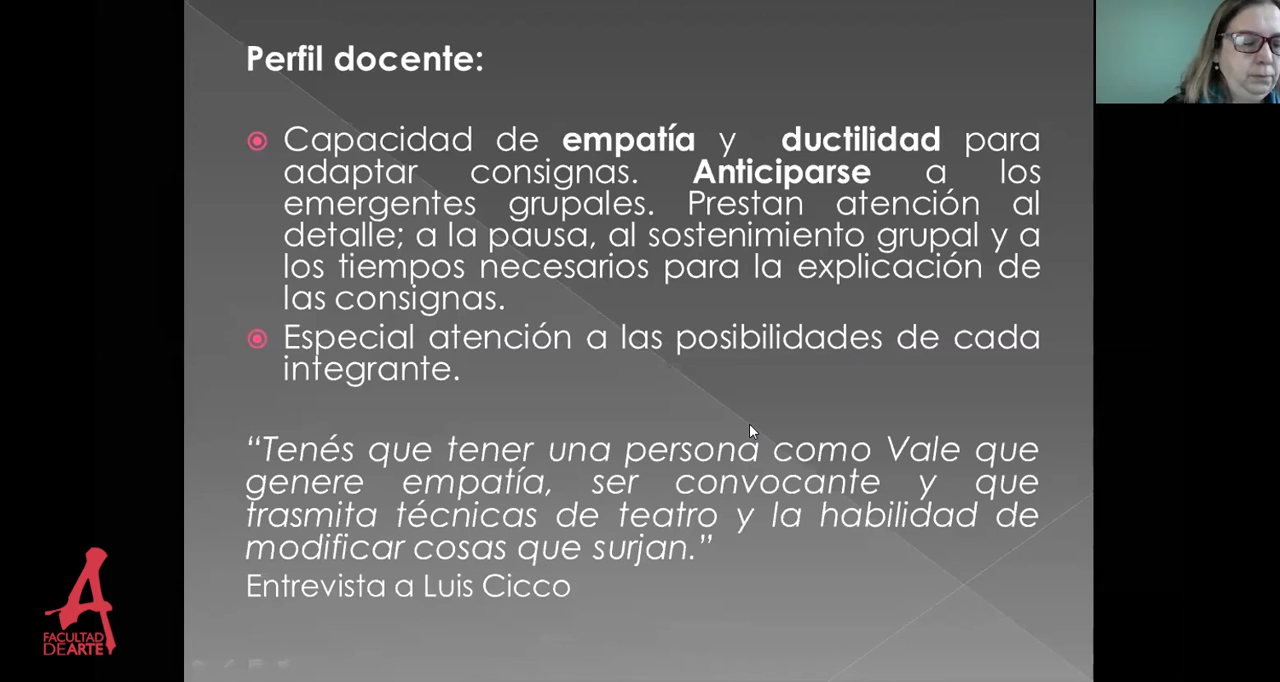 Perfil docente:
Capacidad de empatía y ductilidad para
adaptar consignas. Anticiparse a los
emergentes grupales. Prestan atención al
detalle; a la pausa, al sostenimiento grupal y a
los tiempos necesarios para la explicación de
las consignas.
Especial atención a las posibilidades de cada
integrante.
“Tenés que tener una persona como Vale que
genere empatía, ser convocante y que
trasmita técnicas de teatro y la habilidad de
modificar cosas que surjan.”
Entrevista a Luis Cicco
A
FACULTAD
DEARTE